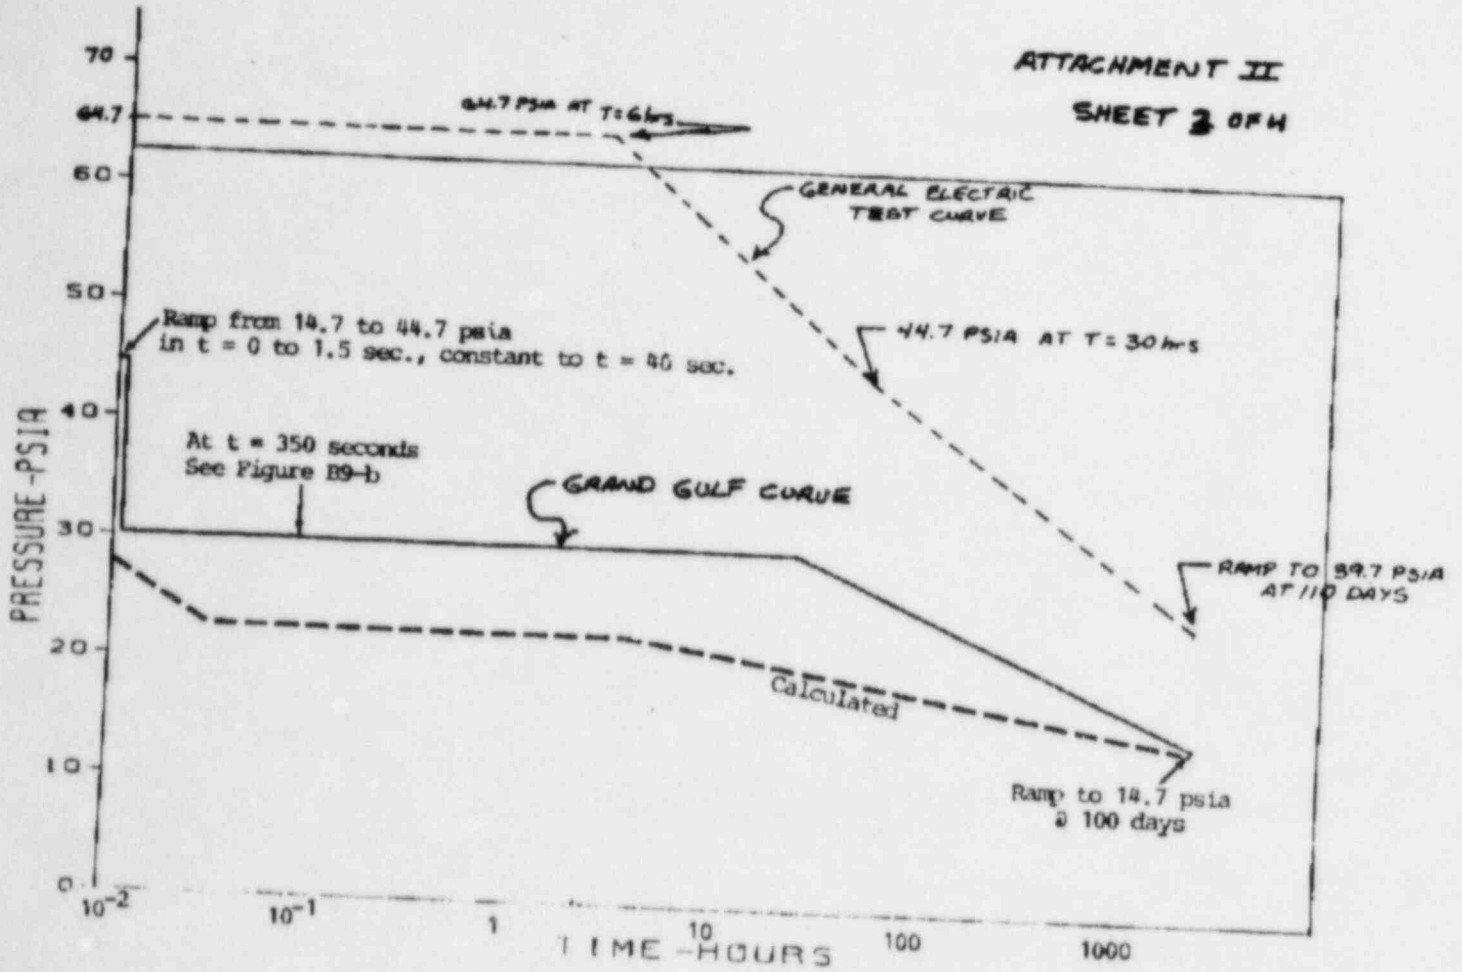 ATTACHMENT II
SHEET 3 OF 4
70
64.7
60
50
40
30
20
10
0
PRESSURE-PSIA
64.7 PSIA AT T=6hrs
GENERAL ELECTRIC
TEST CURVE
Ramp from 14.7 to 44.7 psia
in t = 0 to 1.5 sec., constant to t = 40 sec.
44.7 PSIA AT T=30hrs
At t = 350 seconds
See Figure B9-b
GRAND GULF CURVE
RAMP TO 39.7 PSIA
AT 110 DAYS
Calculated
Ramp to 14.7 psia
@ 100 days
10⁻²
10⁻¹
1
10
100
1000
TIME-HOURS